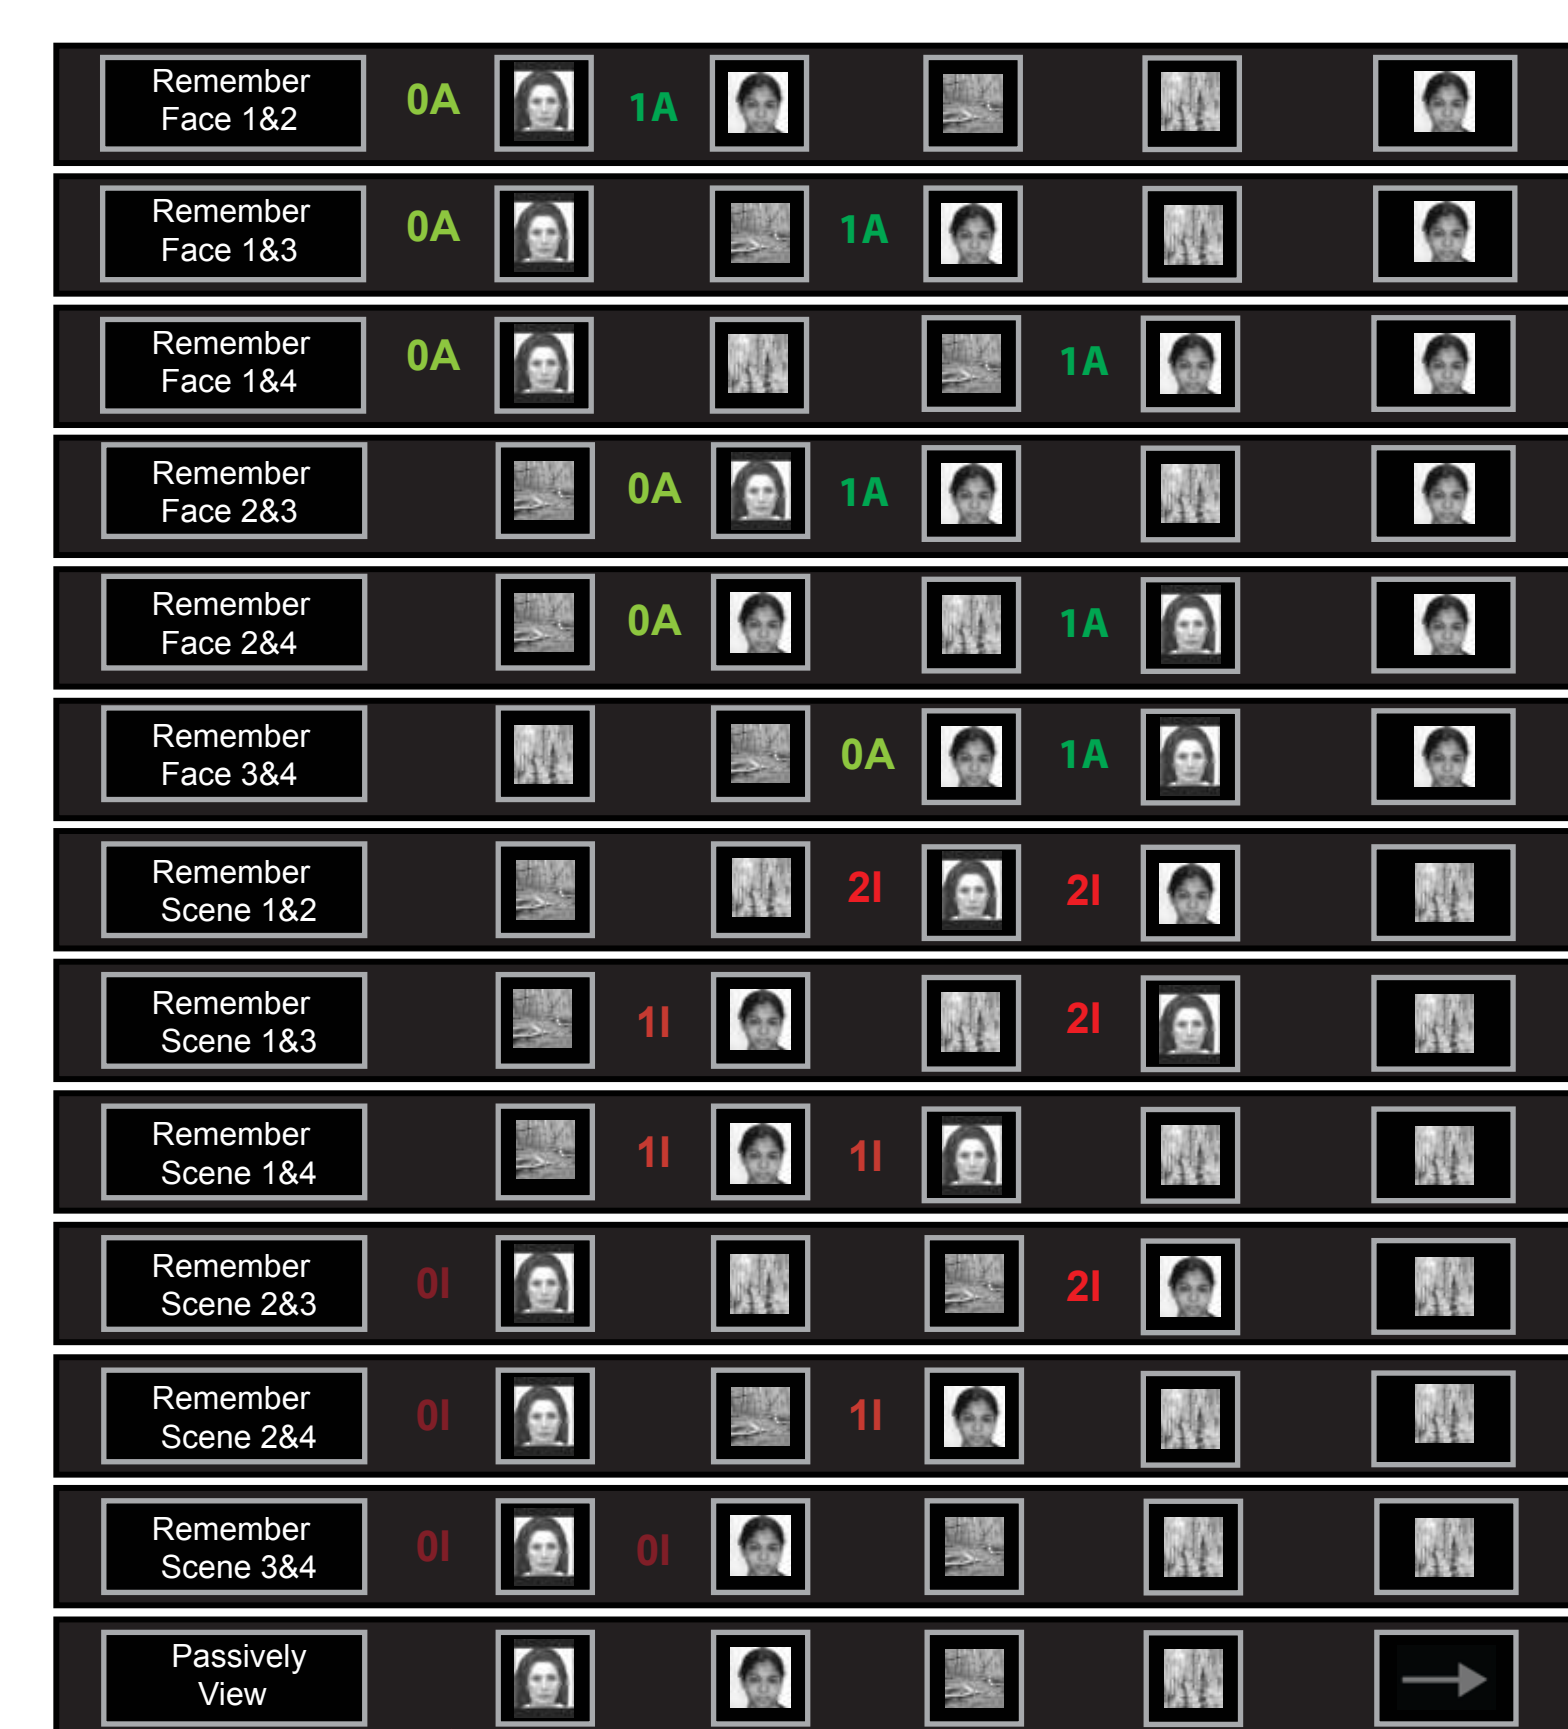 Remember
Face 1&2
0A
1A
Remember
Face 1&3
0A
1A
Remember
Face 1&4
0A
1A
Remember
Face 2&3
0A
1A
Remember
Face 2&4
0A
1A
Remember
Face 3&4
0A
1A
Remember
Scene 1&2
2I
2I
Remember
Scene 1&3
1I
2I
Remember
Scene 1&4
1I
1I
Remember
Scene 2&3
0I
2I
Remember
Scene 2&4
0I
1I
Remember
Scene 3&4
0I
0I
Passively
View